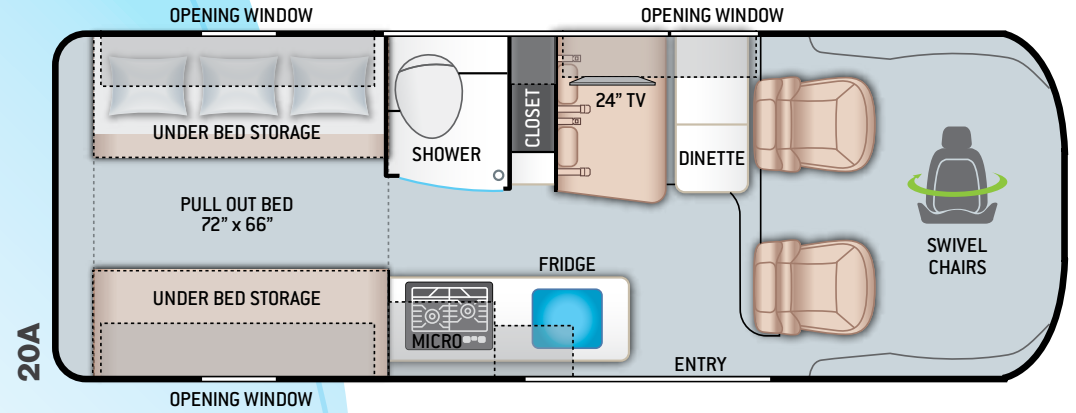 OPENING WINDOW
OPENING WINDOW
UNDER BED STORAGE
SHOWER
CLOSET
24” TV
DINETTE
PULL OUT BED
72” x 66”
SWIVEL
CHAIRS
UNDER BED STORAGE
FRIDGE
MICRO
ENTRY
20A
OPENING WINDOW